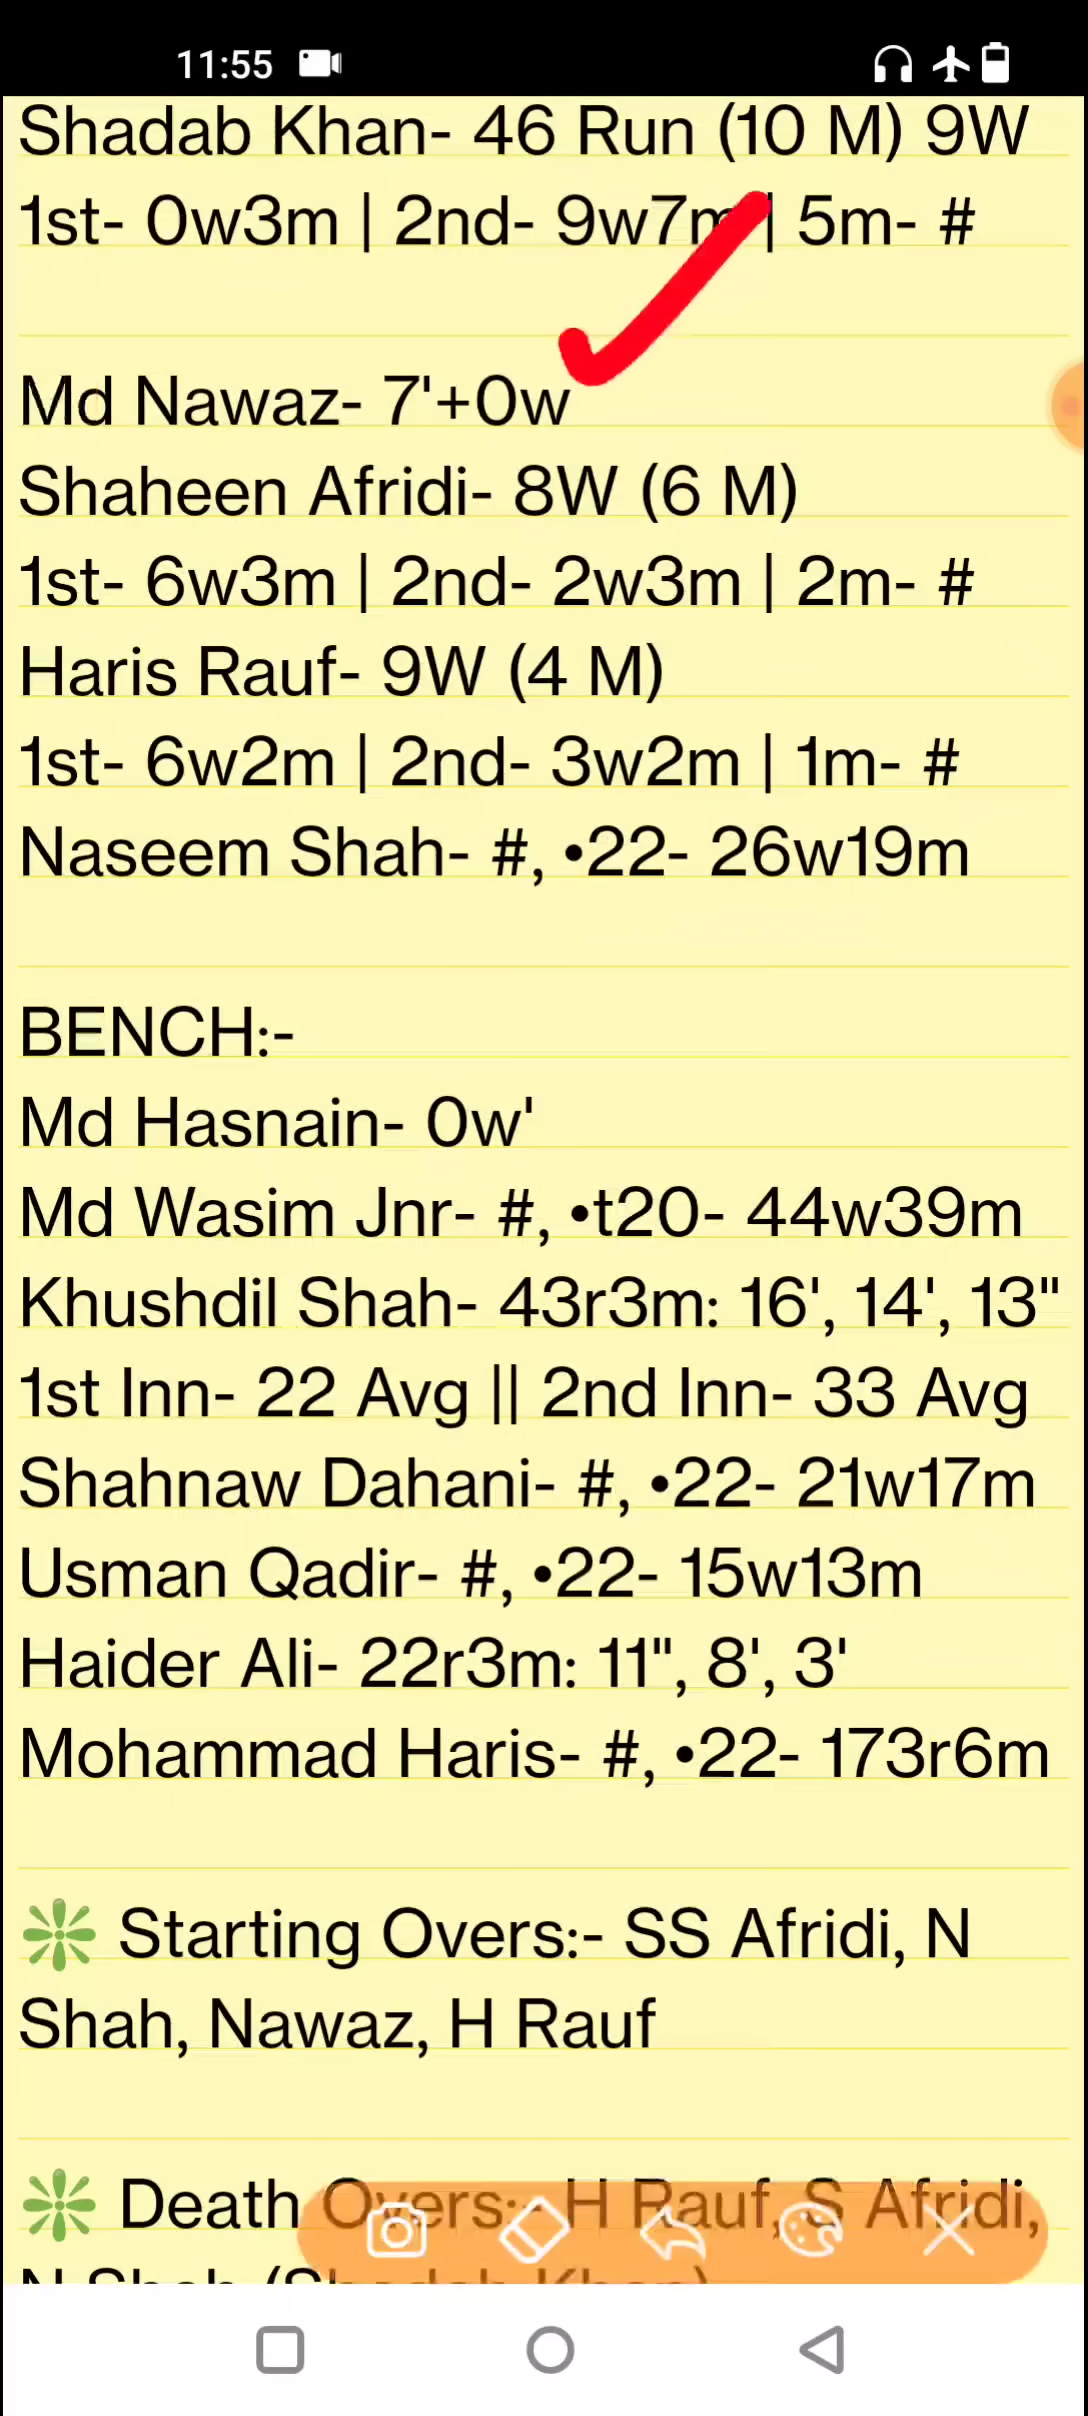 11:55
Shadab Khan- 46 Run (10 M) 9W
1st- 0w3m | 2nd- 9w7m | 5m- #
Md Nawaz- 7'+0w
Shaheen Afridi- 8W (6 M)
1st- 6w3m | 2nd- 2w3m | 2m- #
Haris Rauf- 9W (4 M)
1st- 6w2m | 2nd- 3w2m | 1m- #
Naseem Shah- #, •22- 26w19m
BENCH:-
Md Hasnain- 0w'
Md Wasim Jnr- #, •t20- 44w39m
Khushdil Shah- 43r3m: 16', 14', 13"
1st Inn- 22 Avg || 2nd Inn- 33 Avg
Shahnaw Dahani- #, •22- 21w17m
Usman Qadir- #, •22- 15w13m
Haider Ali- 22r3m: 11", 8', 3'
Mohammad Haris- #, •22- 173r6m
Starting Overs:- SS Afridi, N
Shah, Nawaz, H Rauf
Death Overs:- H Rauf, S Afridi,
N Shah (Shadab Khan)